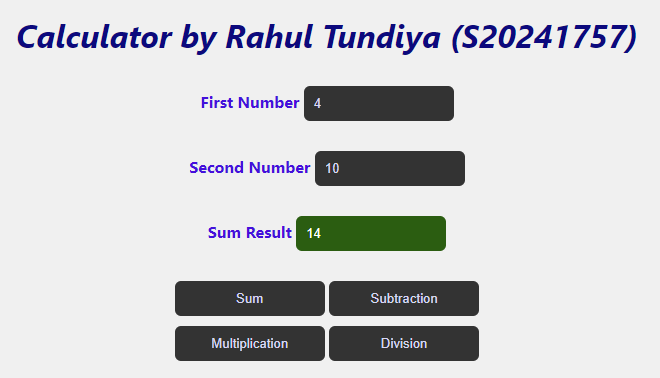 Calculator by Rahul Tundiya (S20241757)
First Number 4
Second Number 10
Sum Result 14
Sum Subtraction
Multiplication Division